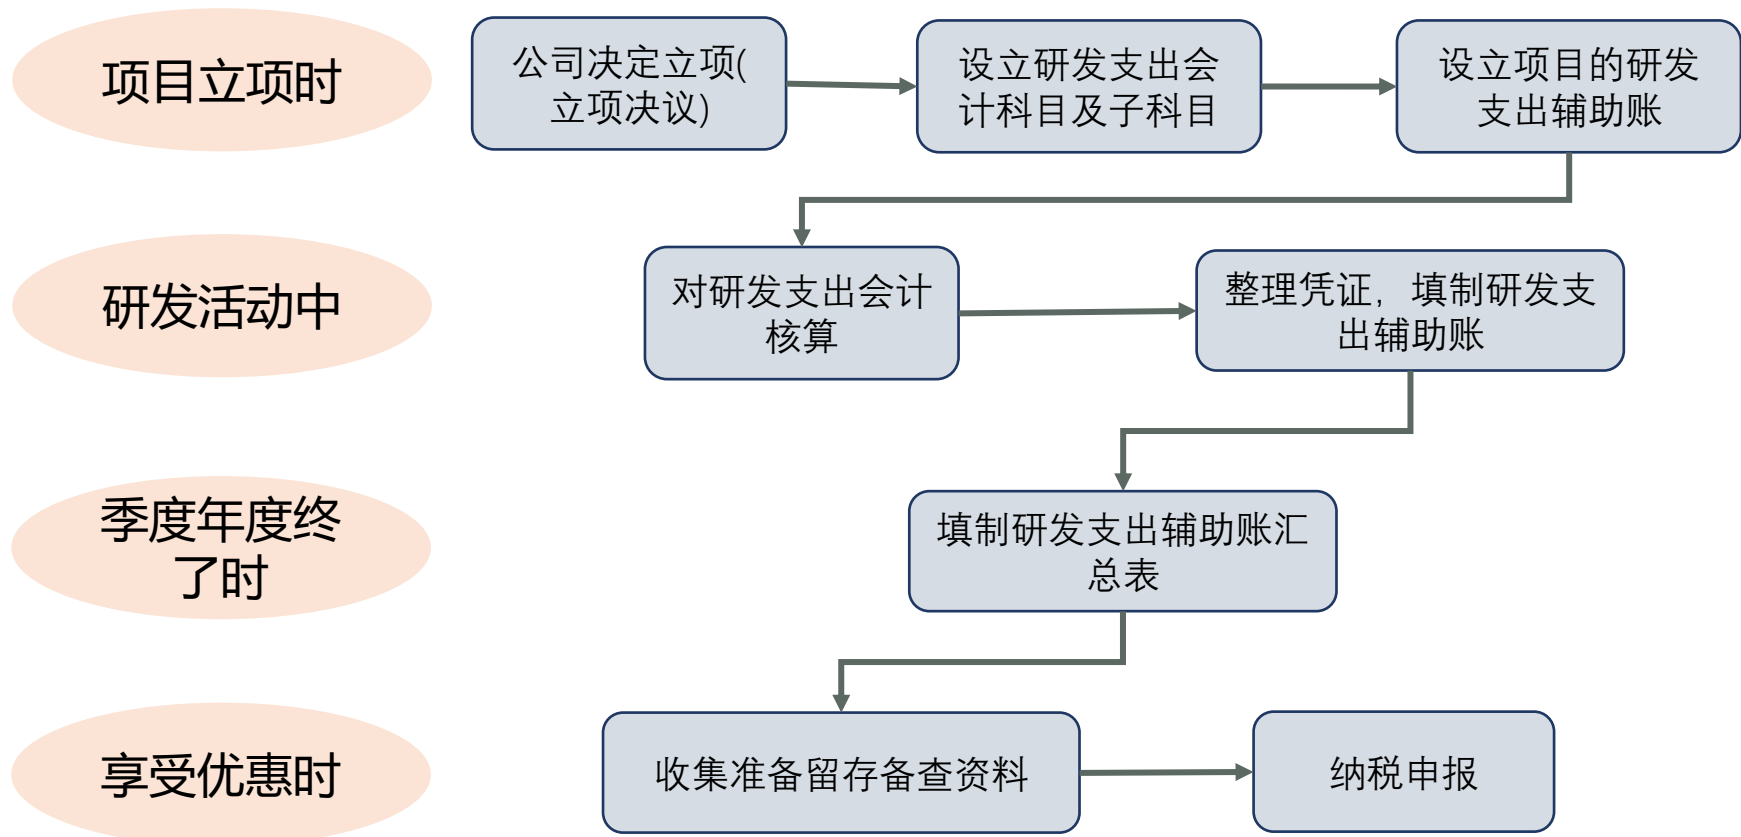 项目立项时
公司决定立项(
立项决议)
设立研发支出会
计科目及子科目
设立项目的研发
支出辅助账
研发活动中
对研发支出会计
核算
整理凭证，填制研发支
出辅助账
季度年度终
了时
填制研发支出辅助账汇
总表
享受优惠时
收集准备留存备查资料
纳税申报